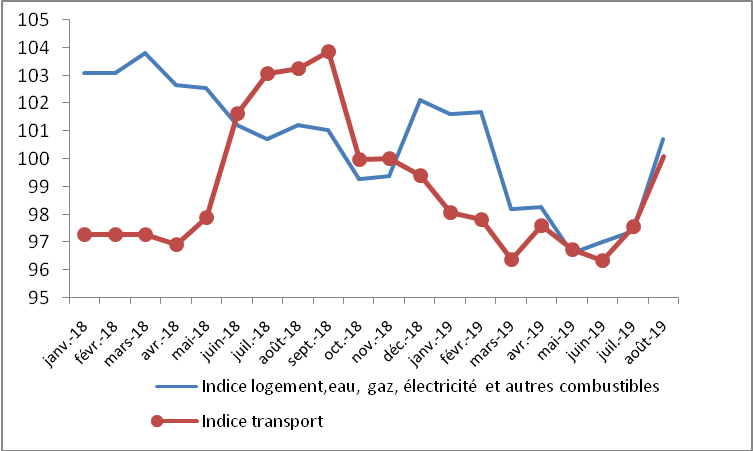 105
104
103
102
101
100
99
98
97
96
95
janv.-18
févr.-18
mars-18
avr.-18
mai-18
juin-18
juil.-18
août-18
sept.-18
oct.-18
nov.-18
déc.-18
janv.-19
févr.-19
mars-19
avr.-19
mai-19
juin-19
juil.-19
août-19
Indice logement,eau, gaz, électricité et autres combustibles
Indice transport